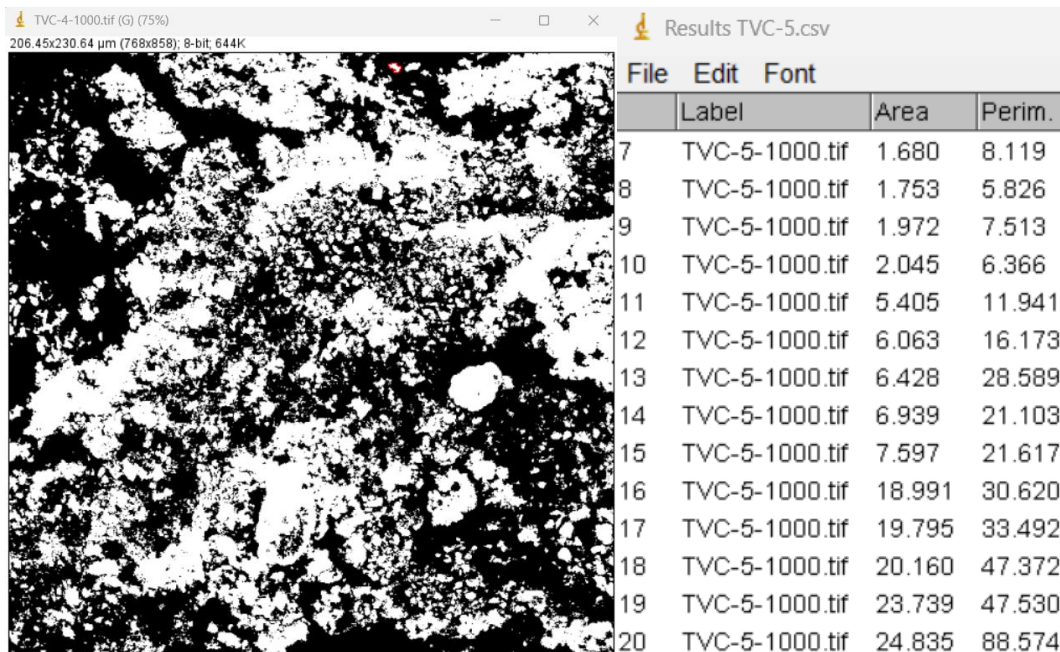 TVC-4-1000.tif (G) (75%)
206.45x230.64 µm (768x858); 8-bit; 644K
Results TVC-5.csv
File Edit Font
Label Area Perim.
7 TVC-5-1000.tif 1.680 8.119
8 TVC-5-1000.tif 1.753 5.826
9 TVC-5-1000.tif 1.972 7.513
10 TVC-5-1000.tif 2.045 6.366
11 TVC-5-1000.tif 5.405 11.941
12 TVC-5-1000.tif 6.063 16.173
13 TVC-5-1000.tif 6.428 28.589
14 TVC-5-1000.tif 6.939 21.103
15 TVC-5-1000.tif 7.597 21.617
16 TVC-5-1000.tif 18.991 30.620
17 TVC-5-1000.tif 19.795 33.492
18 TVC-5-1000.tif 20.160 47.372
19 TVC-5-1000.tif 23.739 47.530
20 TVC-5-1000.tif 24.835 88.574